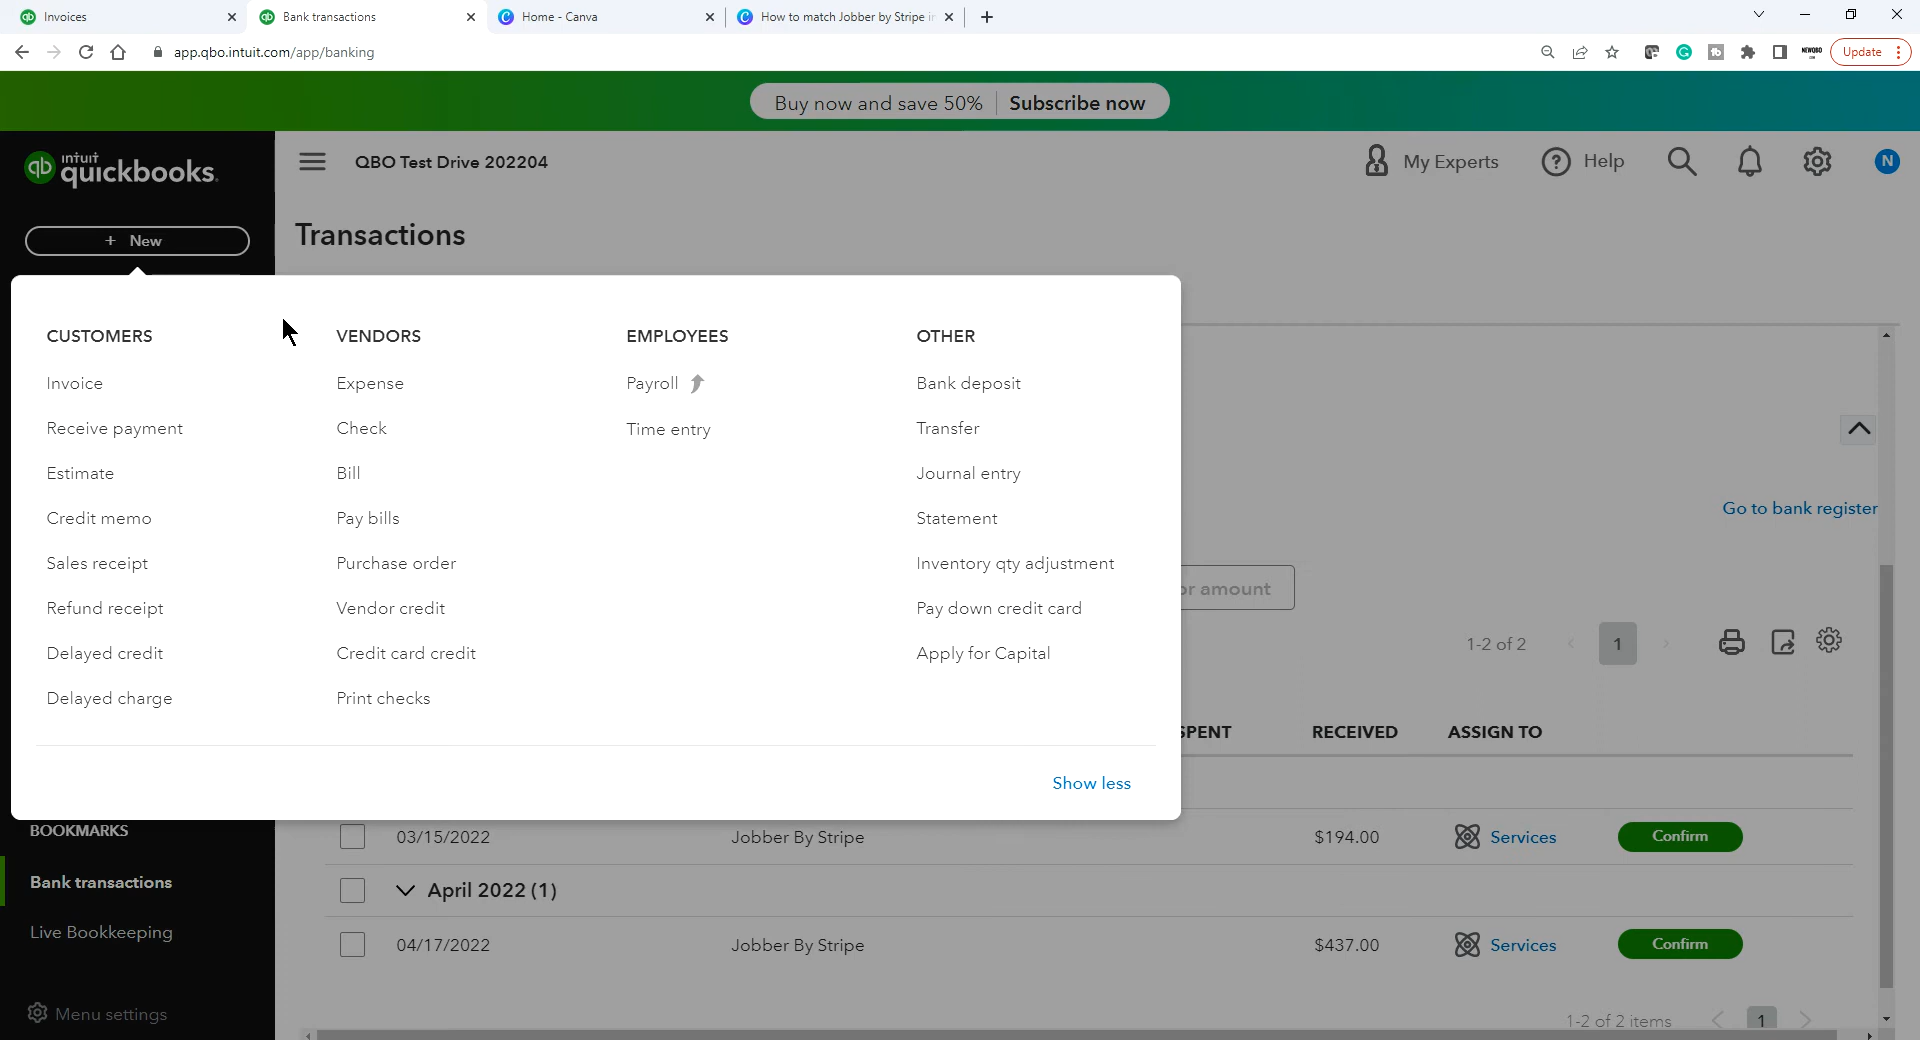 Invoices
Bank transactions
Home - Canva
How to match Jobber by Stripe in
app.qbo.intuit.com/app/banking
Update
Buy now and save 50% Subscribe now
intuit quickbooks.
QBO Test Drive 202204
My Experts
Help
N
+ New
Transactions
CUSTOMERS VENDORS EMPLOYEES OTHER
Invoice Expense Payroll Bank deposit
Receive payment Check Time entry Transfer
Estimate Bill Journal entry
Credit memo Pay bills Statement
Go to bank register
Sales receipt Purchase order Inventory qty adjustment
or amount
Refund receipt Vendor credit Pay down credit card
1-2 of 2 1
Delayed credit Credit card credit Apply for Capital
Delayed charge Print checks
SPENT RECEIVED ASSIGN TO
Show less
BOOKMARKS
03/15/2022 Jobber By Stripe $194.00 Services Confirm
Bank transactions
April 2022 (1)
Live Bookkeeping
04/17/2022 Jobber By Stripe $437.00 Services Confirm
Menu settings
1-2 of 2 items 1